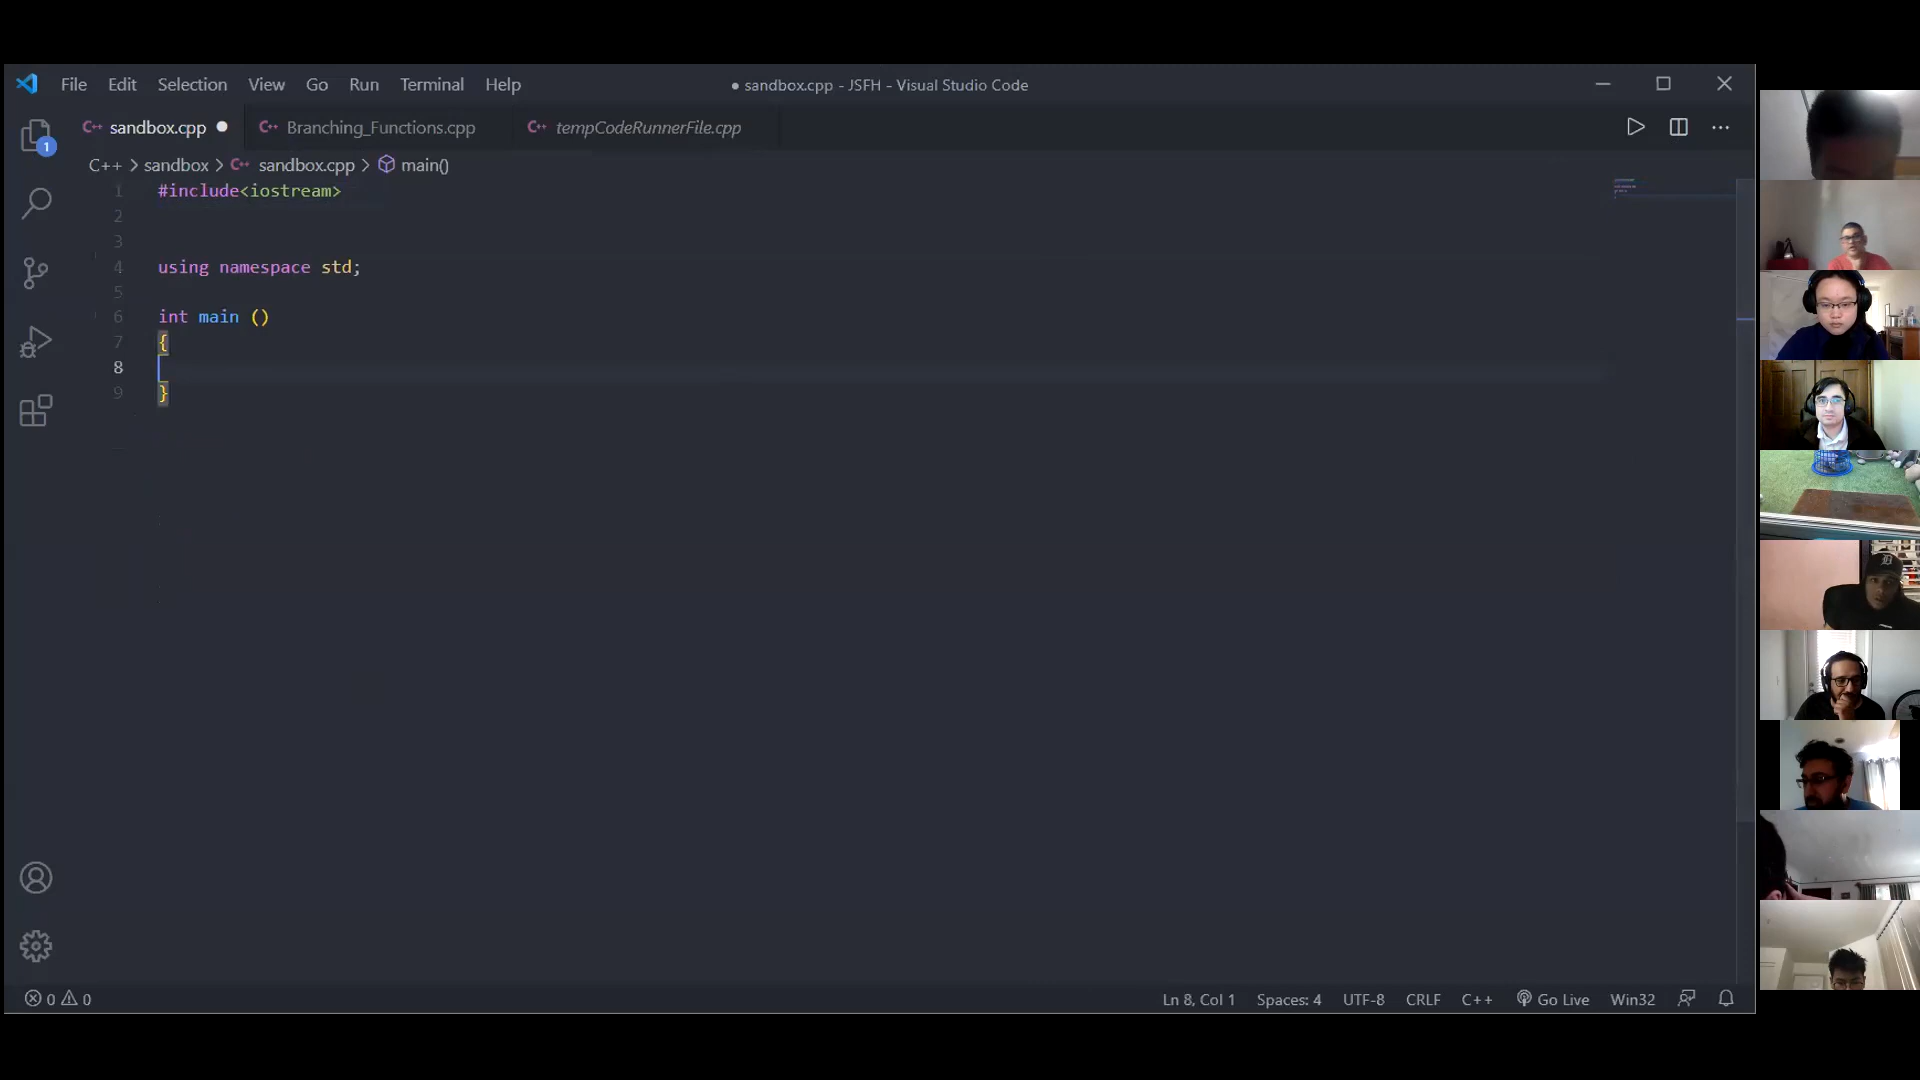 File Edit Selection View Go Run Terminal Help ● sandbox.cpp - JSFH - Visual Studio Code
C++ sandbox.cpp ● C++ Branching_Functions.cpp C++ tempCodeRunnerFile.cpp
C++ > sandbox > C++ sandbox.cpp > main()
1 #include<iostream>
2
3
4 using namespace std;
5
6 int main ()
7 {
8
9 }
1
0 0 Ln 8, Col 1 Spaces: 4 UTF-8 CRLF C++ Go Live Win32